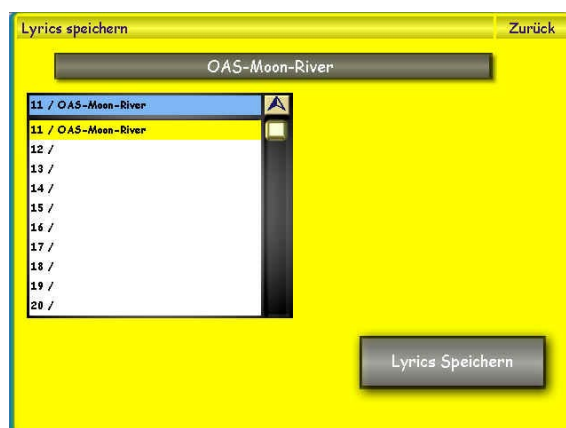 Lyrics speichern Zurück
OAS-Moon-River
11 / OAS-Moon-River
11 / OAS-Moon-River
12 /
13 /
14 /
15 /
16 /
17 /
18 /
19 /
20 /
Lyrics Speichern